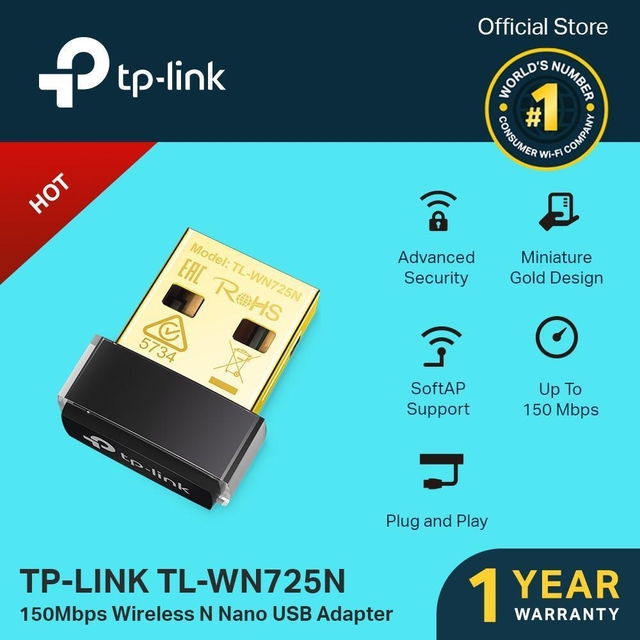 Official Store
tp-link
WORLD'S NUMBER
#1
CONSUMER Wi-Fi COMPANY
HOT
Model: TL-WN725N
EAC
RoHS
5734
tp-link
Advanced
Security
Miniature
Gold Design
SoftAP
Support
Up To
150 Mbps
Plug and Play
TP-LINK TL-WN725N
150Mbps Wireless N Nano USB Adapter
1 YEAR
WARRANTY